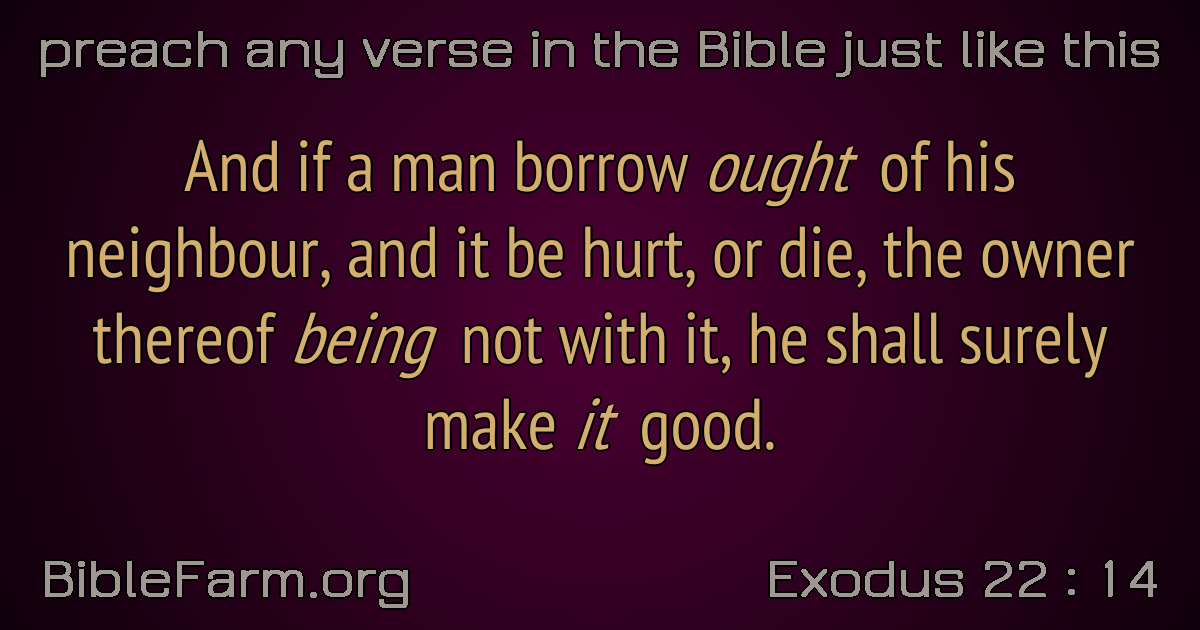 preach any verse in the Bible just like this
And if a man borrow ought of his
neighbour, and it be hurt, or die, the owner
thereof being not with it, he shall surely
make it good.
BibleFarm.org
Exodus 22 : 14